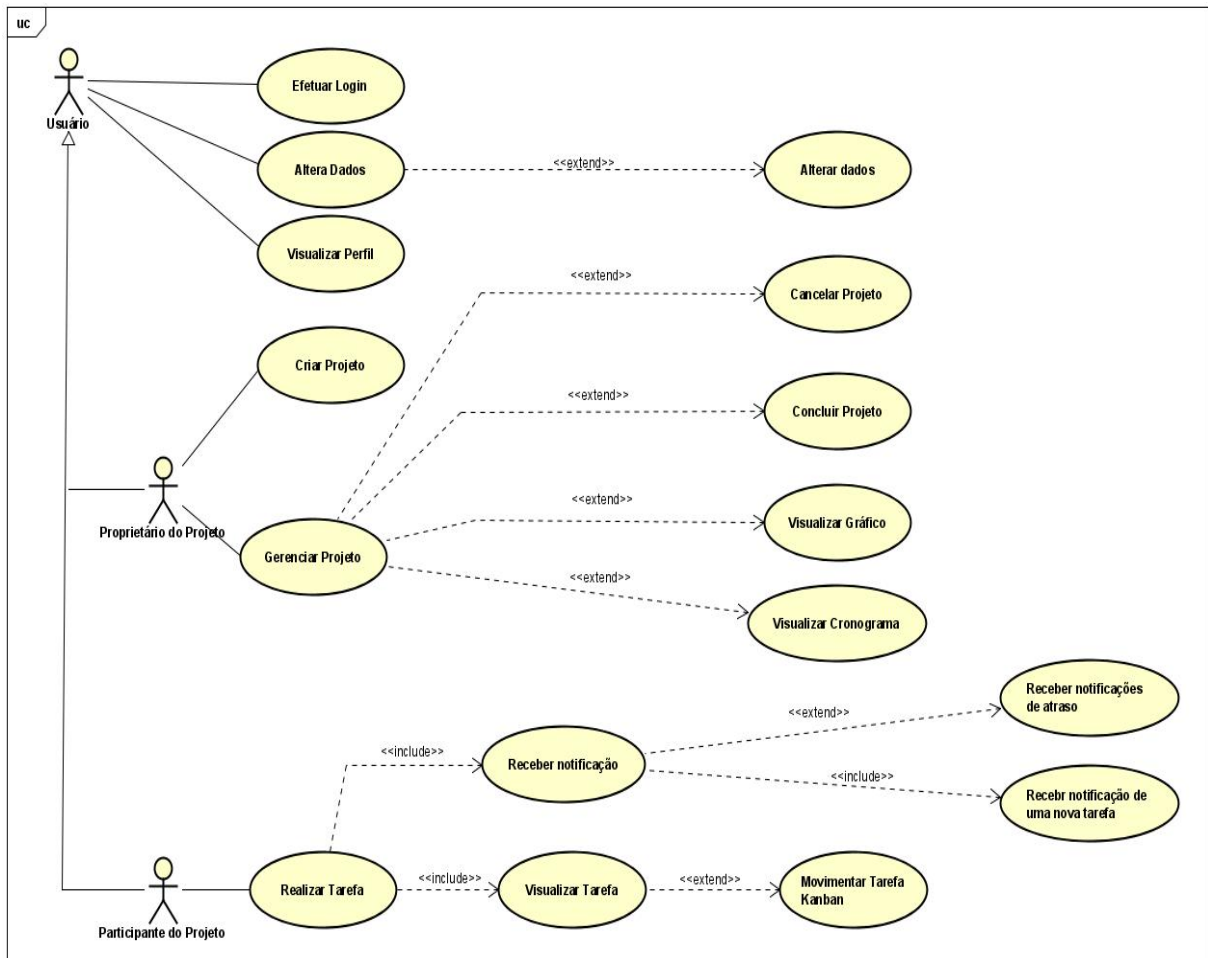 uc
Usuário
Efetuar Login
Altera Dados
<<extend>>
Alterar dados
Visualizar Perfil
<<extend>>
Cancelar Projeto
Criar Projeto
<<extend>>
Concluir Projeto
Proprietário do Projeto
Gerenciar Projeto
<<extend>>
Visualizar Gráfico
<<extend>>
Visualizar Cronograma
<<include>>
Receber notificação
<<extend>>
Receber notificações
de atraso
<<include>>
Recebr notificação de
uma nova tarefa
Participante do Projeto
Realizar Tarefa
<<include>>
Visualizar Tarefa
<<extend>>
Movimentar Tarefa
Kanban